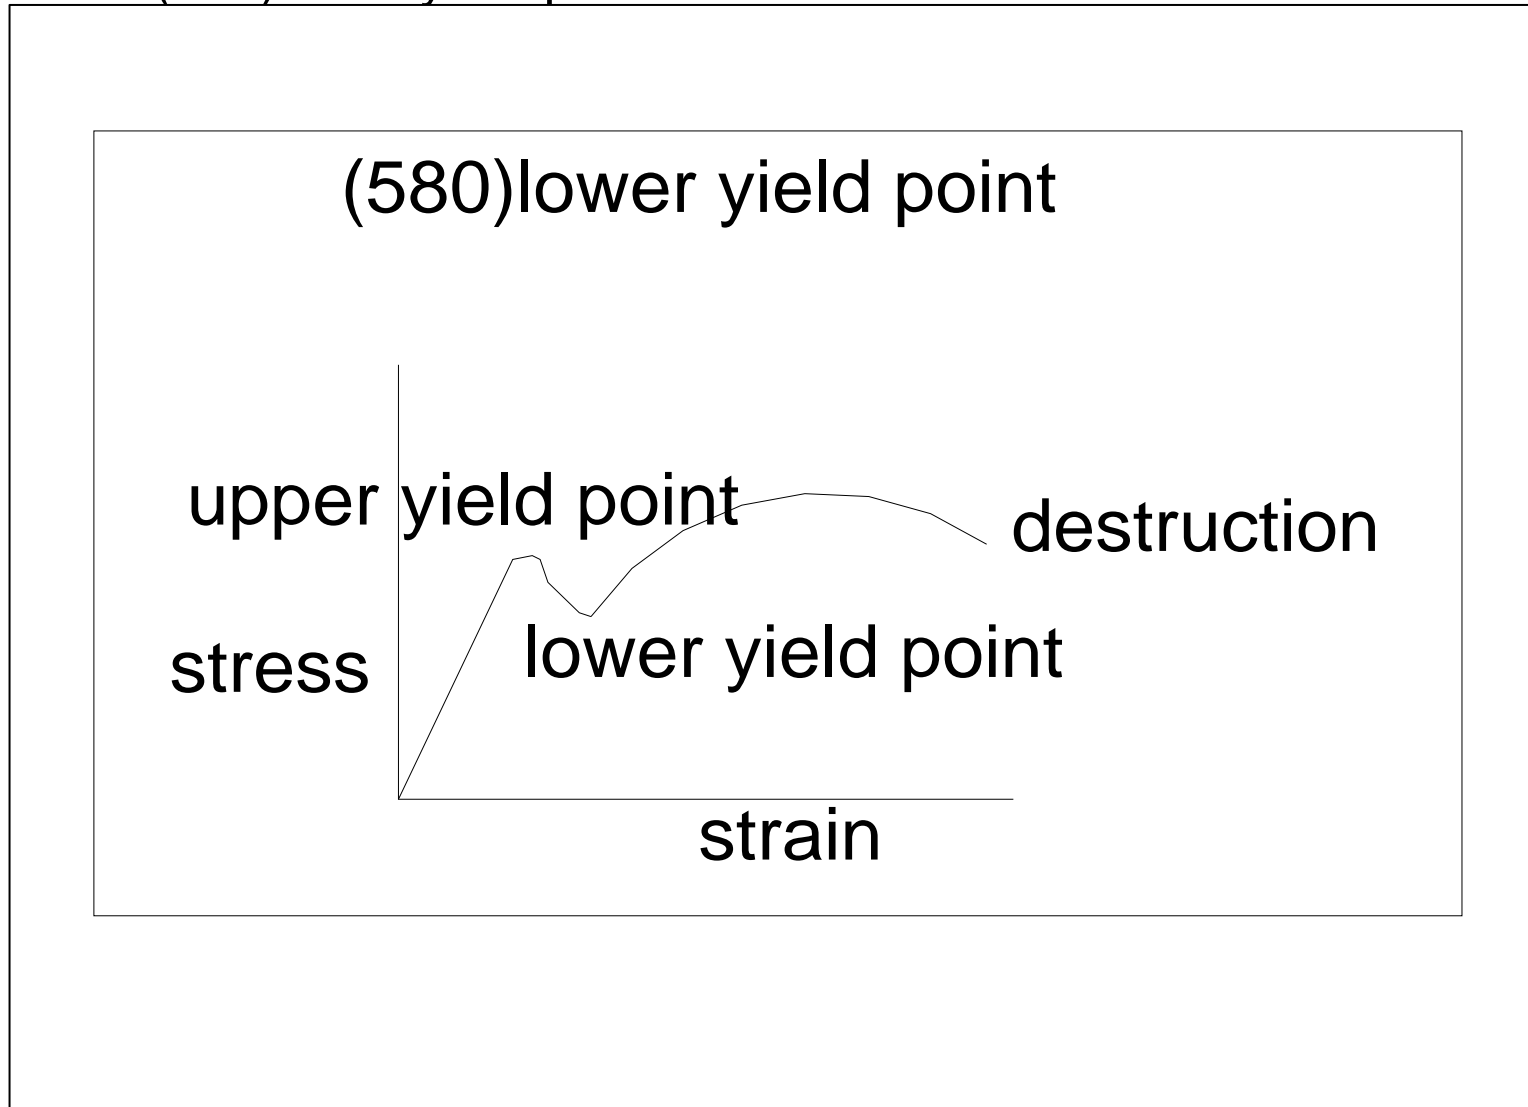 (580)lower yield point
upper yield point
destruction
stress
lower yield point
strain